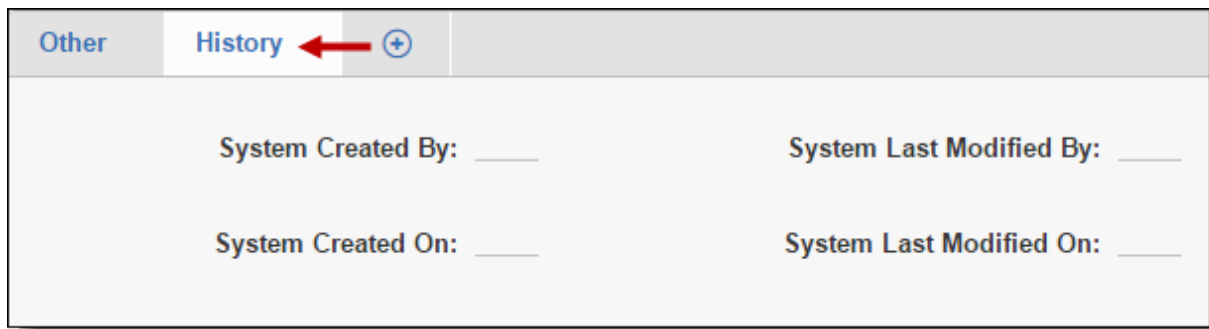 Other History
System Created By: System Last Modified By:
System Created On: System Last Modified On: